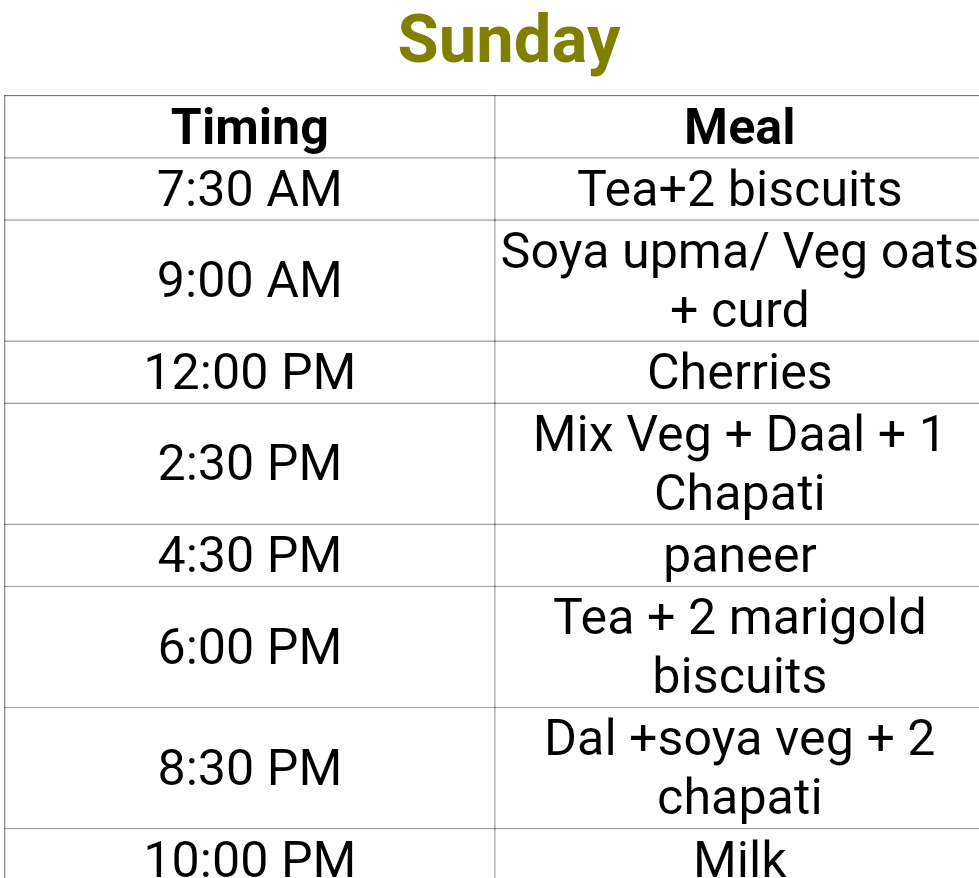 Sunday
Timing Meal
7:30 AM Tea+2 biscuits
9:00 AM Soya upma/ Veg oats
+ curd
12:00 PM Cherries
2:30 PM Mix Veg + Daal + 1
Chapati
4:30 PM paneer
6:00 PM Tea + 2 marigold
biscuits
8:30 PM Dal +soya veg + 2
chapati
10:00 PM Milk